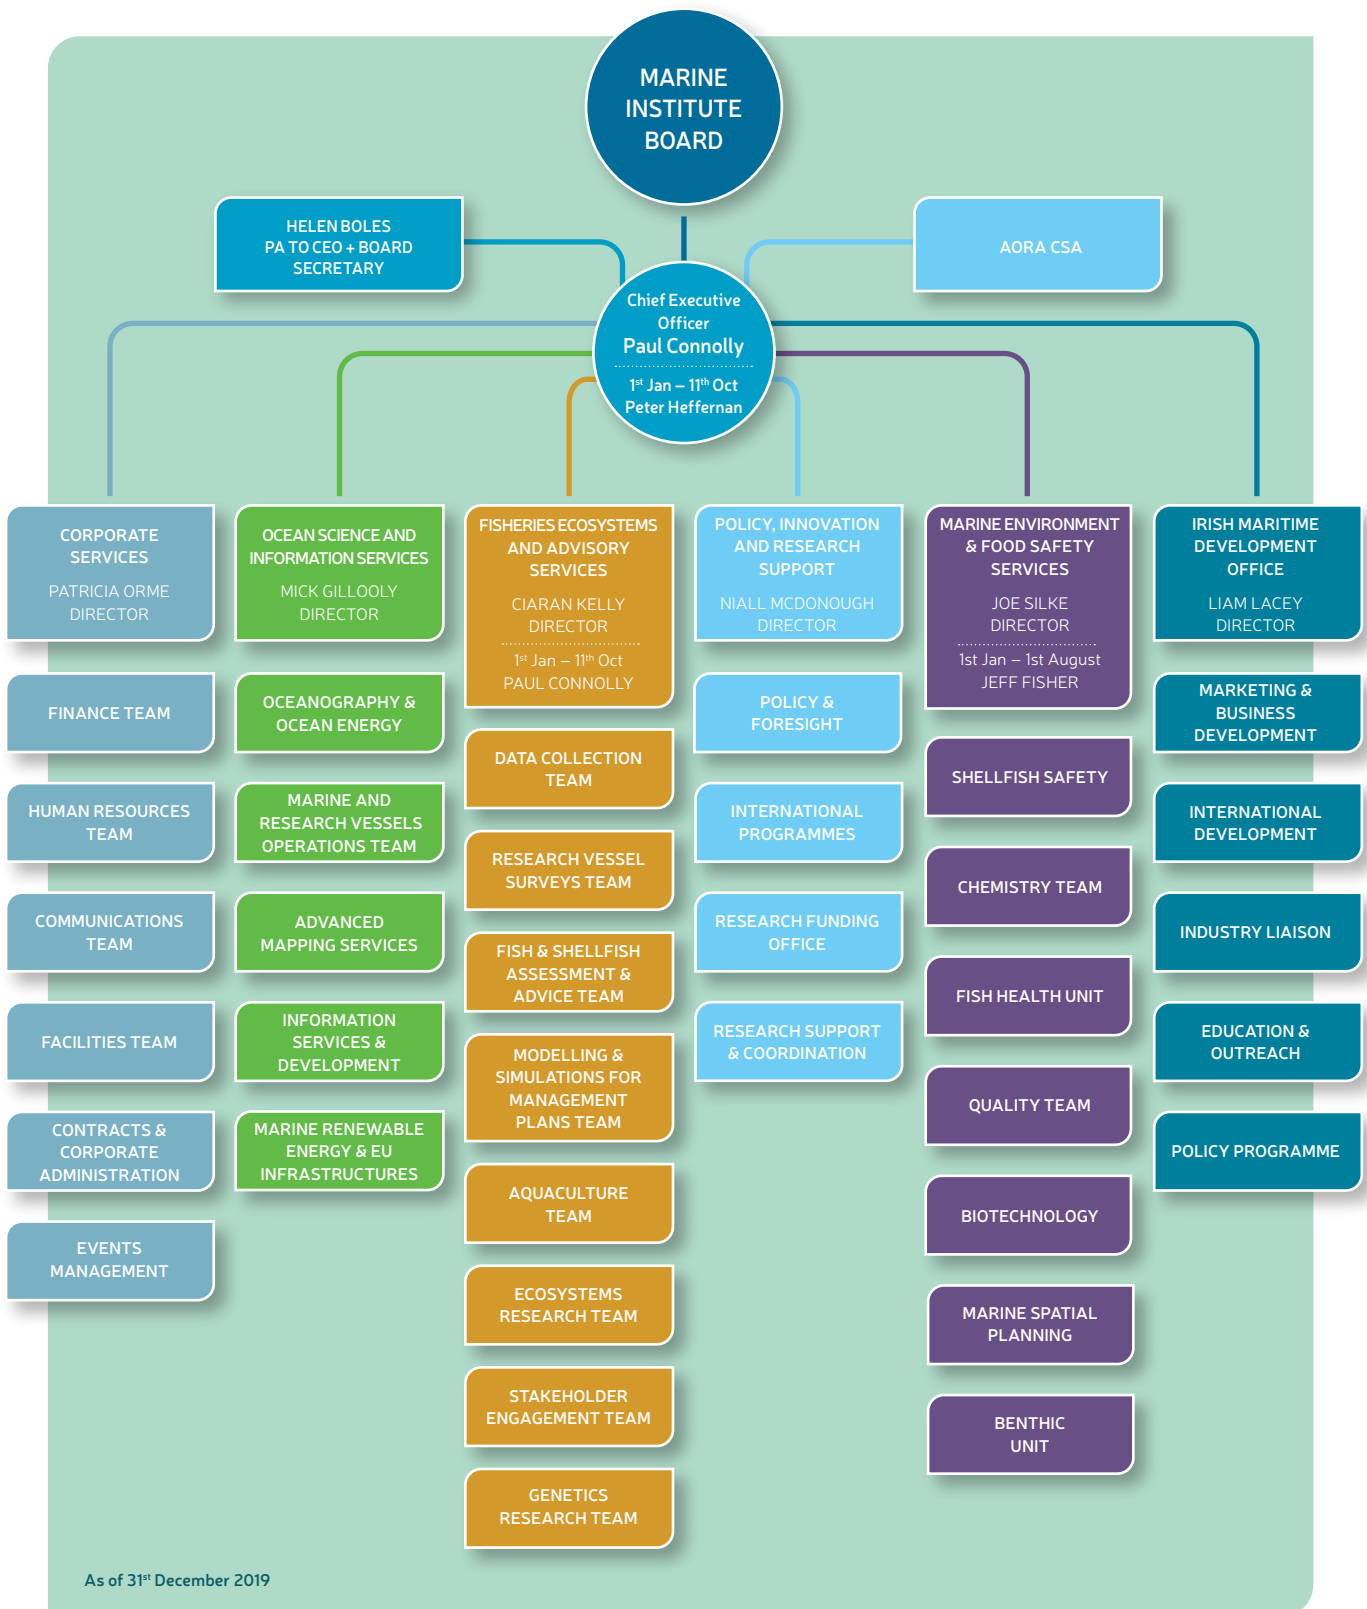 MARINE
INSTITUTE
BOARD
HELEN BOLES
PA TO CEO + BOARD
SECRETARY
AORA CSA
Chief Executive
Officer
Paul Connolly
1st Jan – 11th Oct
Peter Heffernan
CORPORATE
SERVICES
PATRICIA ORME
DIRECTOR
FINANCE TEAM
HUMAN RESOURCES
TEAM
COMMUNICATIONS
TEAM
FACILITIES TEAM
CONTRACTS &
CORPORATE
ADMINISTRATION
EVENTS
MANAGEMENT
OCEAN SCIENCE AND
INFORMATION SERVICES
MICK GILLOOLY
DIRECTOR
OCEANOGRAPHY &
OCEAN ENERGY
MARINE AND
RESEARCH VESSELS
OPERATIONS TEAM
ADVANCED
MAPPING SERVICES
INFORMATION
SERVICES &
DEVELOPMENT
MARINE RENEWABLE
ENERGY & EU
INFRASTRUCTURES
FISHERIES ECOSYSTEMS
AND ADVISORY
SERVICES
CIARAN KELLY
DIRECTOR
1st Jan – 11th Oct
PAUL CONNOLLY
DATA COLLECTION
TEAM
RESEARCH VESSEL
SURVEYS TEAM
FISH & SHELLFISH
ASSESSMENT &
ADVICE TEAM
MODELLING &
SIMULATIONS FOR
MANAGEMENT
PLANS TEAM
AQUACULTURE
TEAM
ECOSYSTEMS
RESEARCH TEAM
STAKEHOLDER
ENGAGEMENT TEAM
GENETICS
RESEARCH TEAM
POLICY, INNOVATION
AND RESEARCH
SUPPORT
NIALL MCDONOUGH
DIRECTOR
POLICY &
FORESIGHT
INTERNATIONAL
PROGRAMMES
RESEARCH FUNDING
OFFICE
RESEARCH SUPPORT
& COORDINATION
MARINE ENVIRONMENT
& FOOD SAFETY
SERVICES
JOE SILKE
DIRECTOR
1st Jan – 1st August
JEFF FISHER
SHELLFISH SAFETY
CHEMISTRY TEAM
FISH HEALTH UNIT
QUALITY TEAM
BIOTECHNOLOGY
MARINE SPATIAL
PLANNING
BENTHIC
UNIT
IRISH MARITIME
DEVELOPMENT
OFFICE
LIAM LACEY
DIRECTOR
MARKETING &
BUSINESS
DEVELOPMENT
INTERNATIONAL
DEVELOPMENT
INDUSTRY LIAISON
EDUCATION &
OUTREACH
POLICY PROGRAMME
As of 31st December 2019